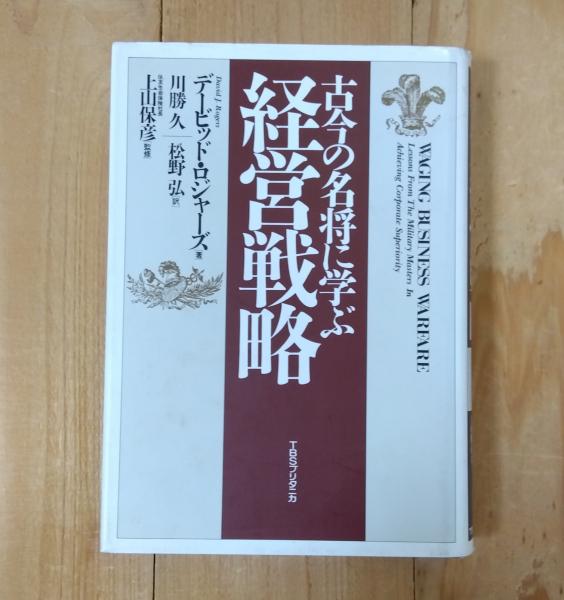 WAGING BUSINESS WARFARE
Lessons From The Military Masters In
Achieving Corporate Superiority
古今の名将に学ぶ
経営戦略
David J. Rogers
デービッド・ロジャーズ 著
川勝 久
松野 弘 訳
上山保彦 監修
TBSブリタニカ